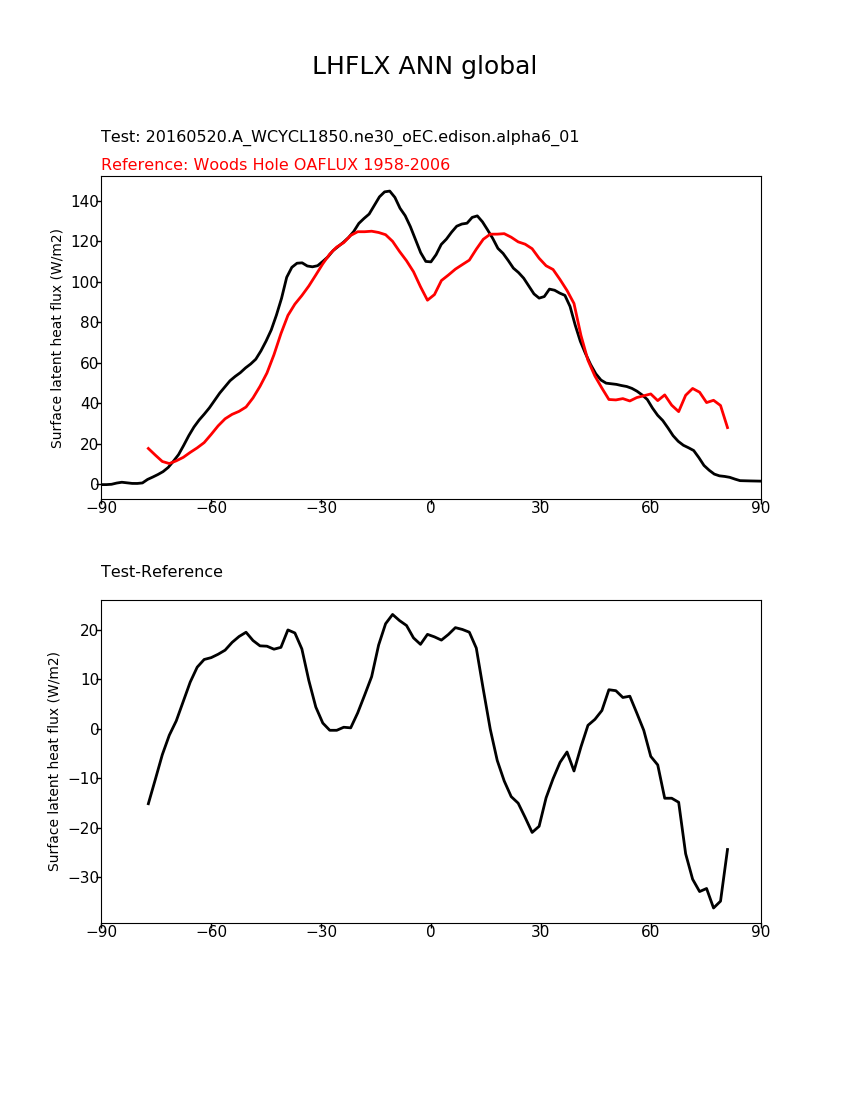 LHFLX ANN global
Test: 20160520.A_WCYCL1850.ne30_oEC.edison.alpha6_01
Reference: Woods Hole OAFLUX 1958-2006
Surface latent heat flux (W/m2)
140
120
100
80
60
40
20
0
−90 −60 −30 0 30 60 90
Test-Reference
Surface latent heat flux (W/m2)
20
10
0
−10
−20
−30
−90 −60 −30 0 30 60 90